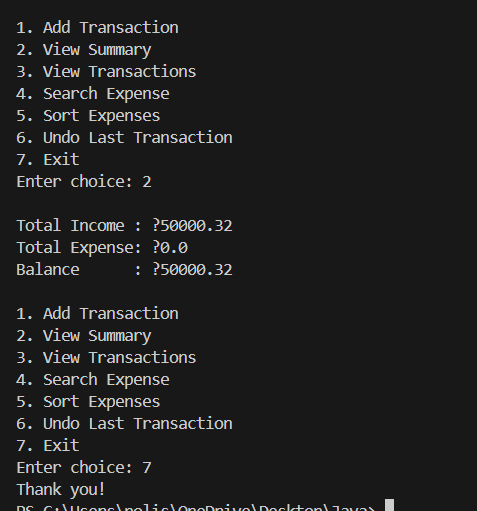 1. Add Transaction
2. View Summary
3. View Transactions
4. Search Expense
5. Sort Expenses
6. Undo Last Transaction
7. Exit
Enter choice: 2
Total Income : ?50000.32
Total Expense: ?0.0
Balance      : ?50000.32
1. Add Transaction
2. View Summary
3. View Transactions
4. Search Expense
5. Sort Expenses
6. Undo Last Transaction
7. Exit
Enter choice: 7
Thank you!
PS C:\Users\nelis\OneDrive\Desktop\Java>